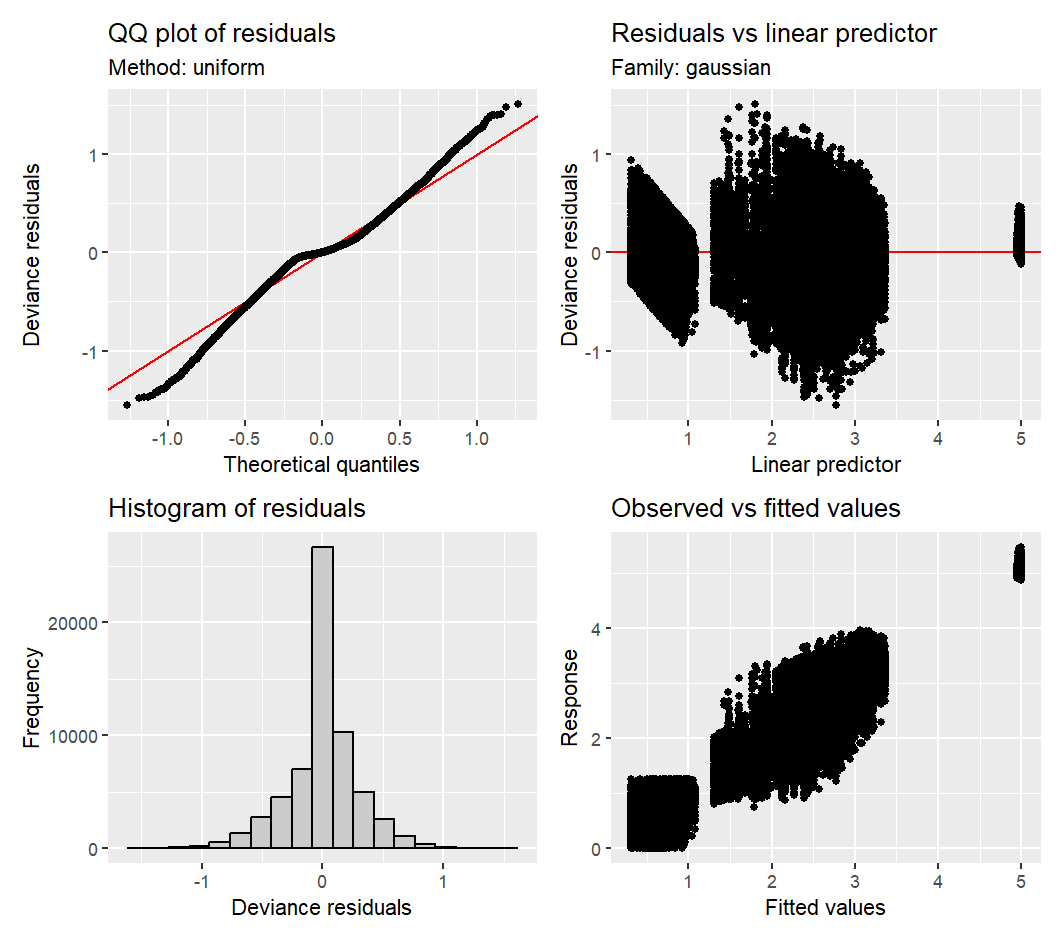 QQ plot of residuals
Method: uniform
Deviance residuals
1
0
-1
-1.0 -0.5 0.0 0.5 1.0
Theoretical quantiles
Residuals vs linear predictor
Family: gaussian
Deviance residuals
1
0
-1
1 2 3 4 5
Linear predictor
Histogram of residuals
Frequency
20000
10000
0
-1 0 1
Deviance residuals
Observed vs fitted values
Response
4
2
0
1 2 3 4 5
Fitted values